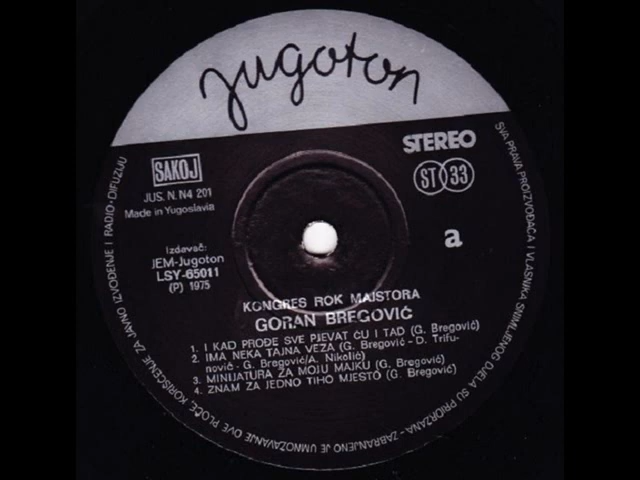 Jugoton
STEREO
SAKOJ
ST 33
JUS. N. N4 201
Made in Yugoslavia
a
Izdavač:
JEM-Jugoton
LSY-65011
(P) 1975
KONGRES ROK MAJSTORA
GORAN BREGOVIĆ
1. I KAD PROĐE SVE PJEVAT ĆU I TAD (G. Bregović)
2. IMA NEKA TAJNA VEZA (G. Bregović - D. Trifu-
nović - G. Bregović/A. Nikolić)
3. MINIJATURA ZA MOJU MAJKU (G. Bregović)
4. ZNAM ZA JEDNO TIHO MJESTO (G. Bregović)
SVA PRAVA PROIZVOĐAČA I VLASNIKA SNIMLJENOG DJELA SU PRIDRŽANA - ZABRANJENO JE UMNOŽAVANJE OVE PLOČE, KORIŠĆENJE ZA JAVNO IZVOĐENJE I RADIO-DIFUZIJU